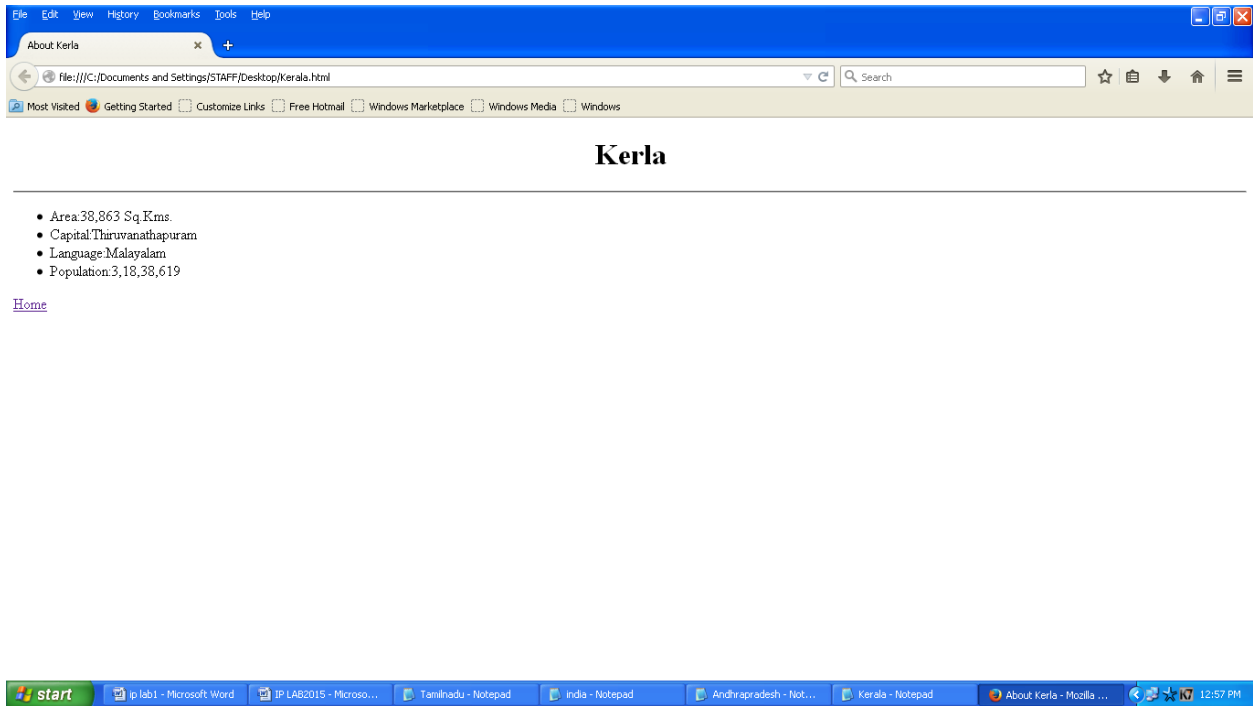 File Edit View History Bookmarks Tools Help
About Kerla
file:///C:/Documents and Settings/STAFF/Desktop/Kerala.html
Search
Most Visited Getting Started Customize Links Free Hotmail Windows Marketplace Windows Media Windows
Kerla
Area:38,863 Sq.Kms.
Capital:Thiruvanathapuram
Language:Malayalam
Population:3,18,38,619
Home
start ip lab1 - Microsoft Word IP LAB2015 - Microso... Tamilnadu - Notepad india - Notepad Andhrapradesh - Not... Kerala - Notepad About Kerla - Mozilla ... 12:57 PM